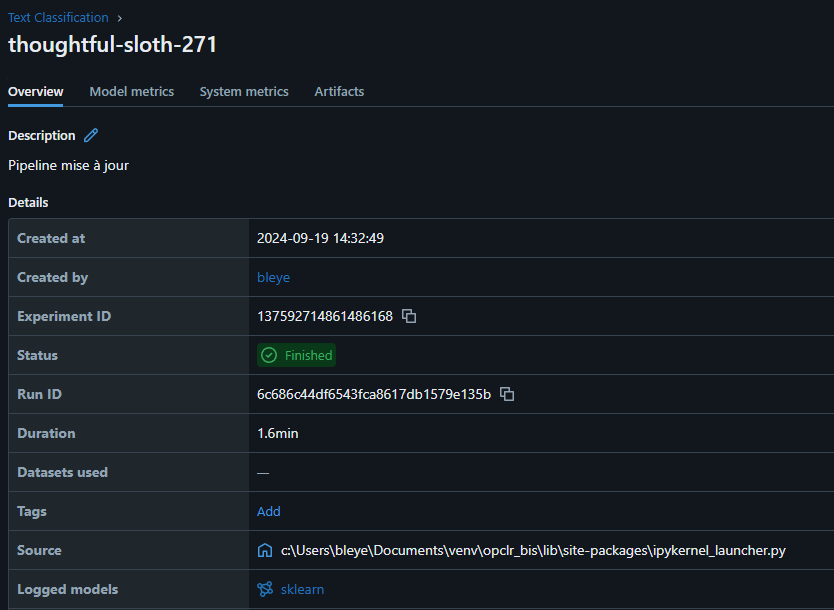 Text Classification
thoughtful-sloth-271
Overview Model metrics System metrics Artifacts
Description
Pipeline mise à jour
Details
Created at 2024-09-19 14:32:49
Created by bleye
Experiment ID 137592714861486168
Status Finished
Run ID 6c686c44df6543fca8617db1579e135b
Duration 1.6min
Datasets used —
Tags Add
Source c:\Users\bleye\Documents\venv\opclr_bis\lib\site-packages\ipykernel_launcher.py
Logged models sklearn